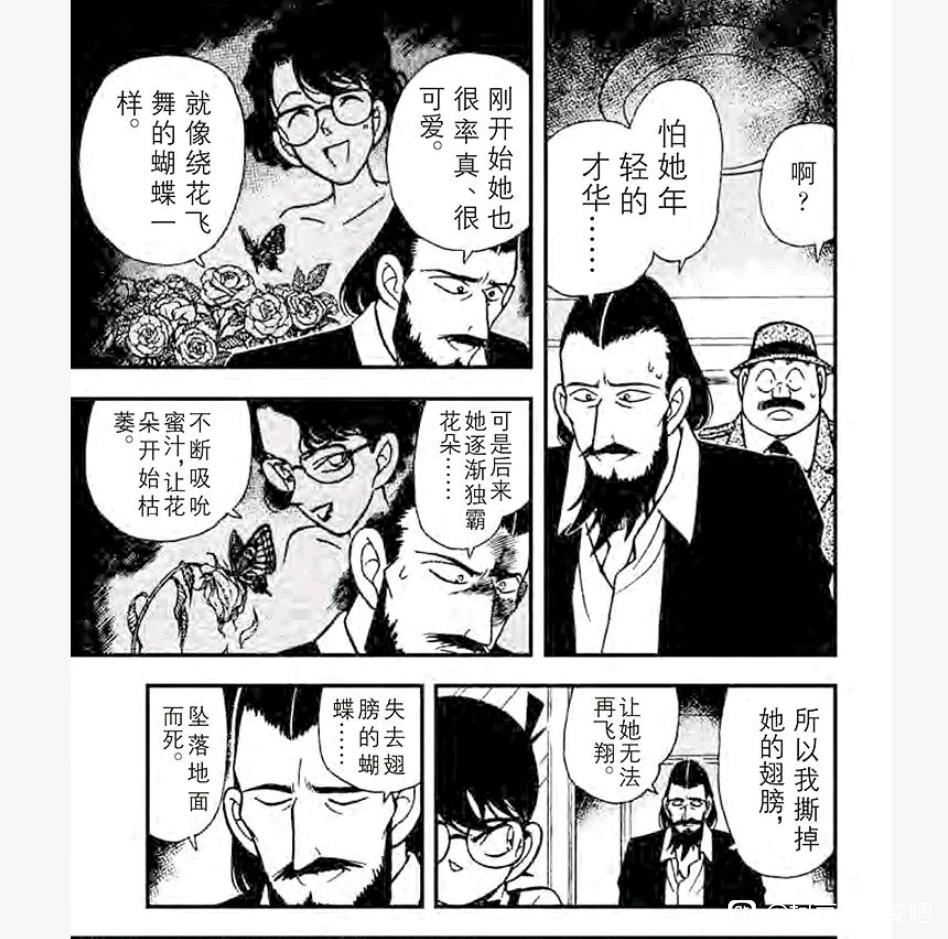 啊？
怕她年
轻的
才华……
刚开始她也
很率真、很
可爱。
就像绕花飞
舞的蝴蝶一
样。
可是后来
她逐渐独霸
花朵……
不断吸吮
蜜汁，让花
朵开始枯
萎。
所以我撕掉
她的翅膀，
让她无法
再飞翔。
失去翅
膀的蝴
蝶……
坠落地面
而死。